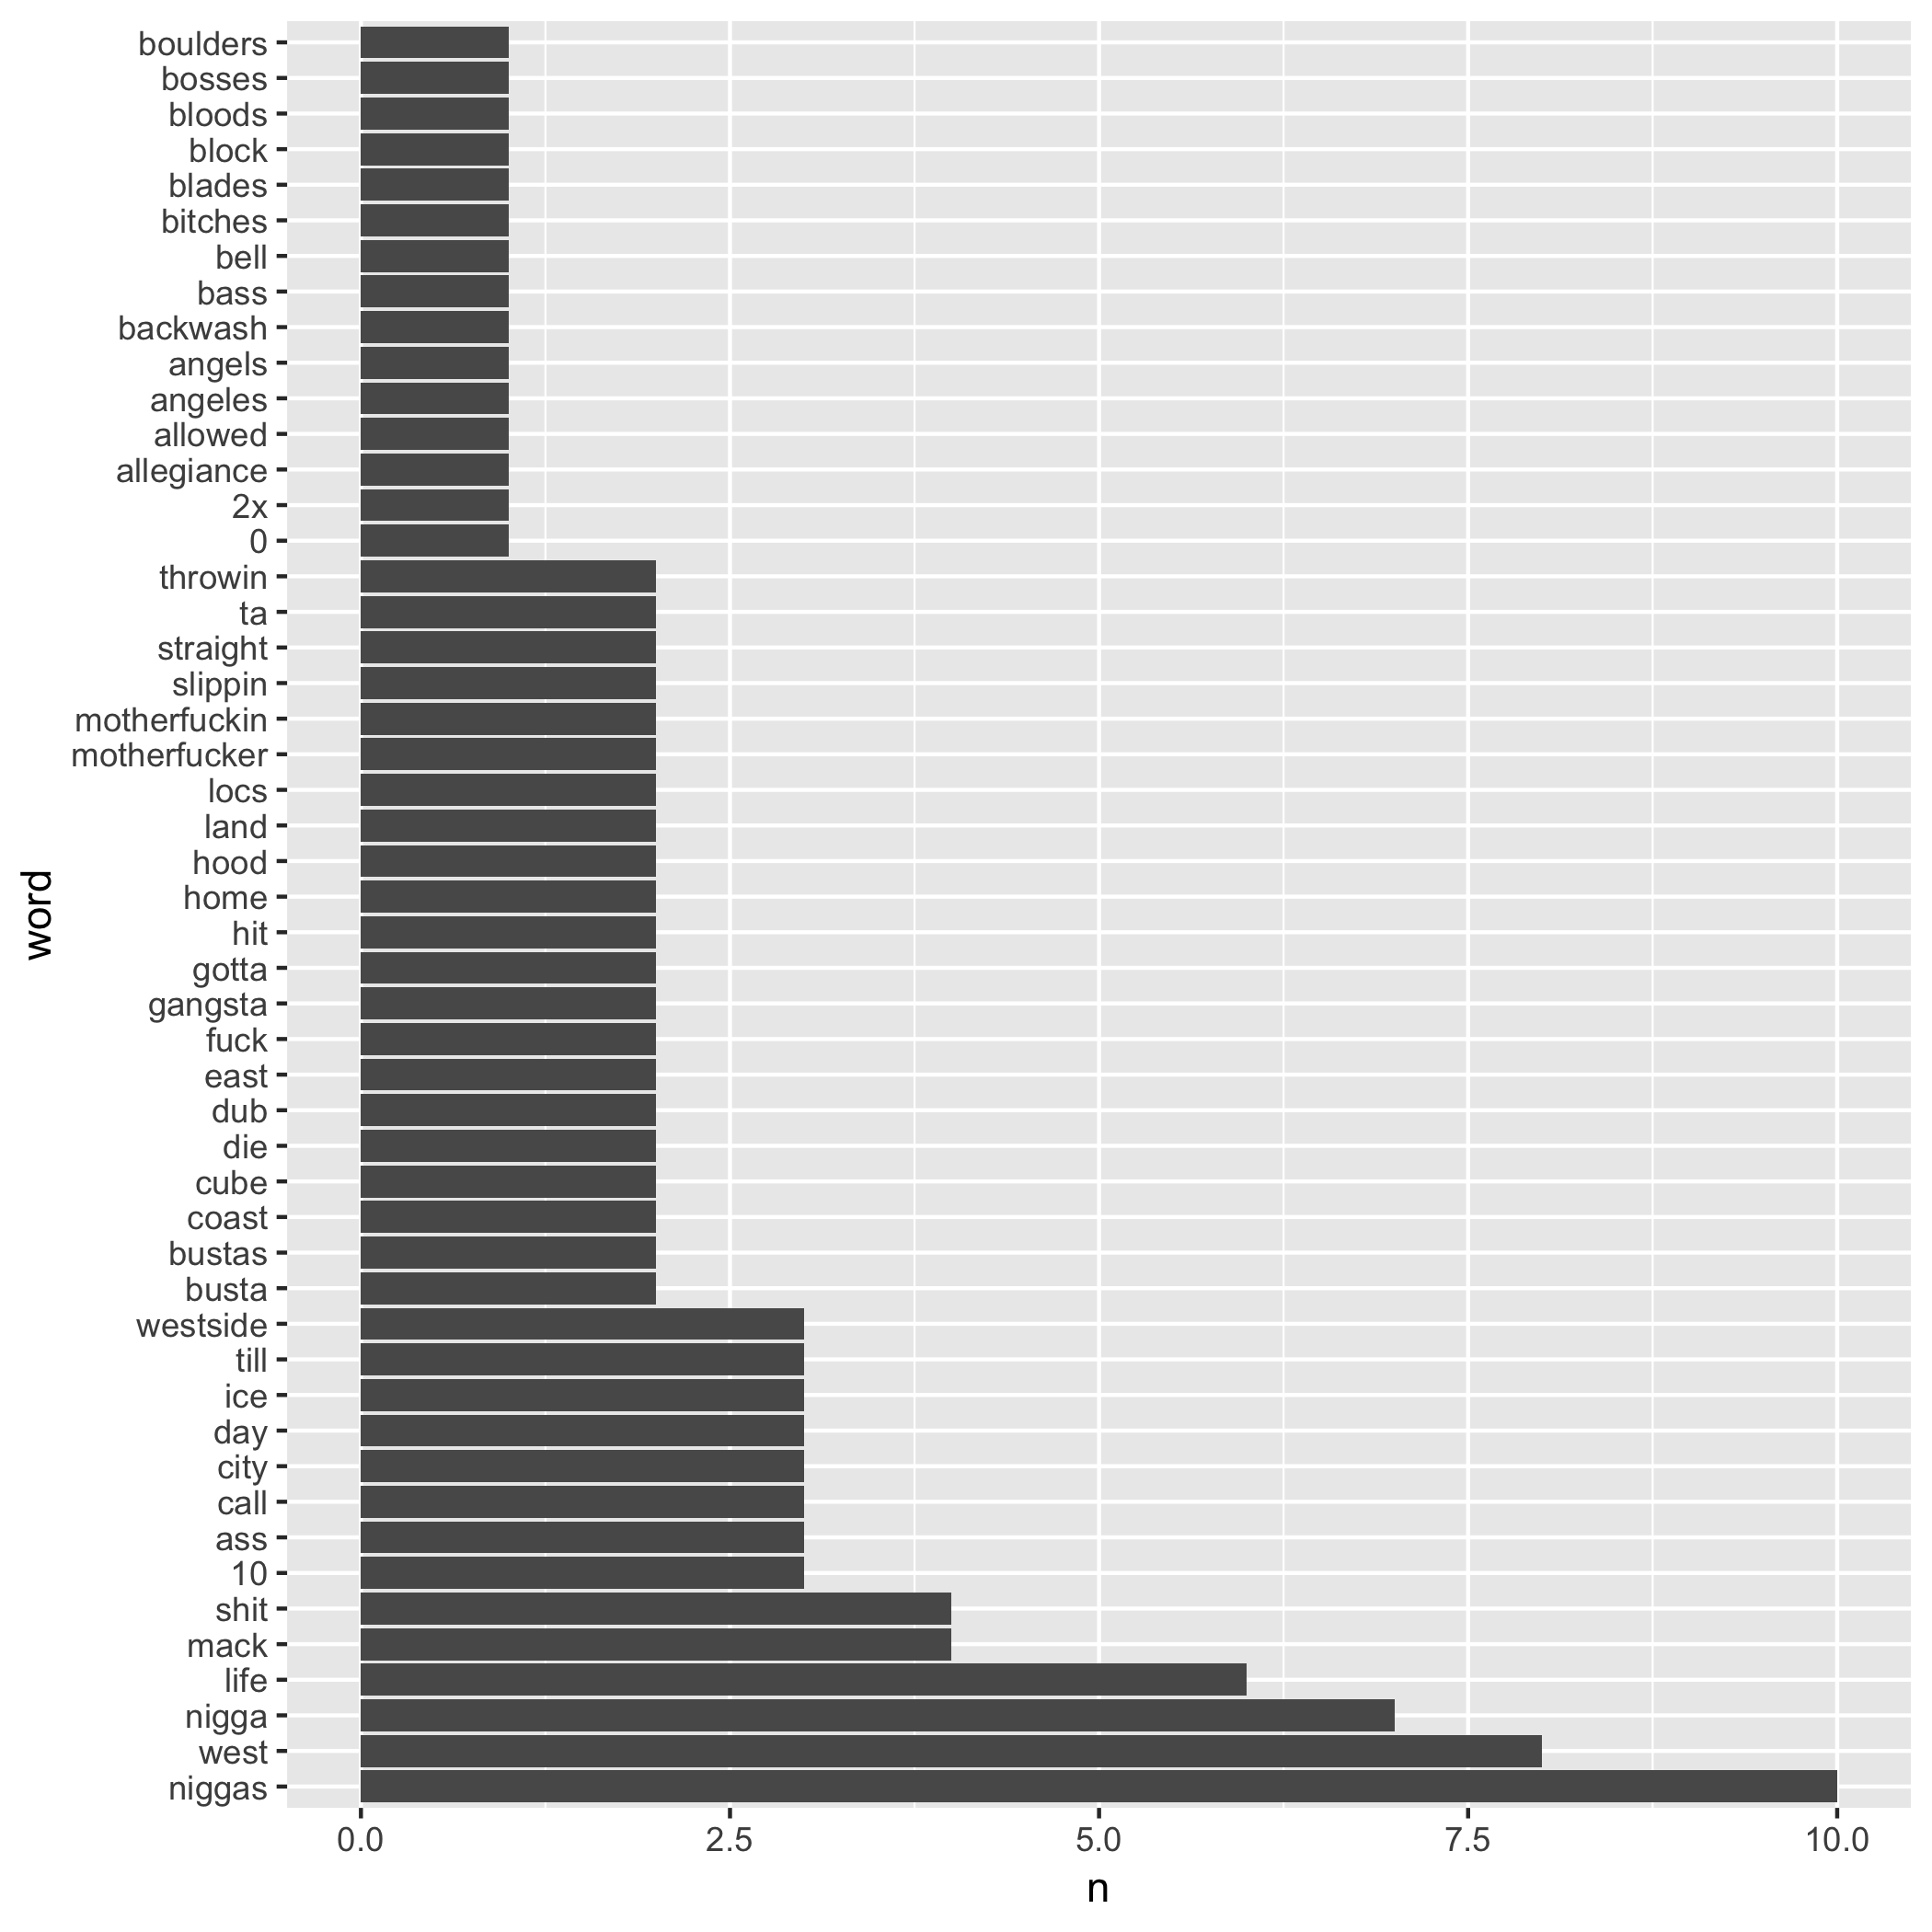 boulders
bosses
bloods
block
blades
bitches
bell
bass
backwash
angels
angeles
allowed
allegiance
2x
0
throwin
ta
straight
slippin
motherfuckin
motherfucker
locs
land
hood
home
hit
gotta
gangsta
fuck
east
dub
die
cube
coast
bustas
busta
westside
till
ice
day
city
call
ass
10
shit
mack
life
nigga
west
niggas
word
0.0 2.5 5.0 7.5 10.0
n